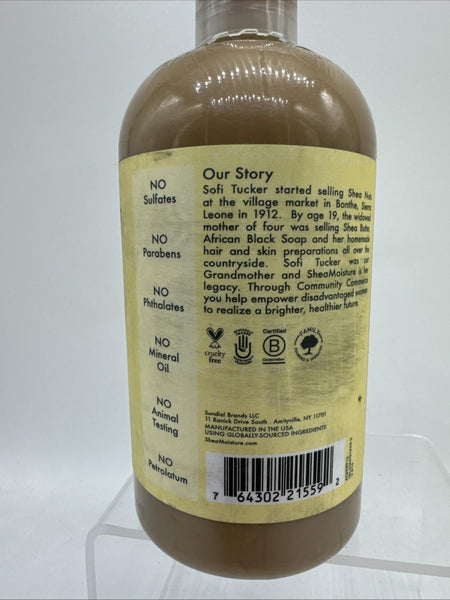 NO
Sulfates
NO
Parabens
NO
Phthalates
NO
Mineral
Oil
NO
Animal
Testing
NO
Petrolatum
Our Story
Sofi Tucker started selling Shea Nuts
at the village market in Bonthe, Sierra
Leone in 1912. By age 19, the widowed
mother of four was selling Shea Butter,
African Black Soap and her homemade
hair and skin preparations all over the
countryside. Sofi Tucker was our
Grandmother and SheaMoisture is her
legacy. Through Community Commerce
you help empower disadvantaged women
to realize a brighter, healthier future.
cruelty
free
Certified
B
Corporation
FAMILY
Sundial Brands LLC
11 Ranick Drive South . Amityville, NY 11701
MANUFACTURED IN THE USA
USING GLOBALLY-SOURCED INGREDIENTS
SheaMoisture.com
7 64302 21559 2